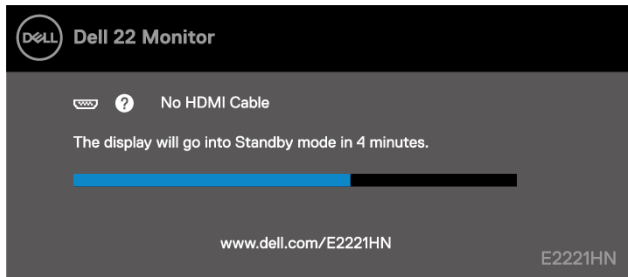 DELL
Dell 22 Monitor
? No HDMI Cable
The display will go into Standby mode in 4 minutes.
www.dell.com/E2221HN
E2221HN